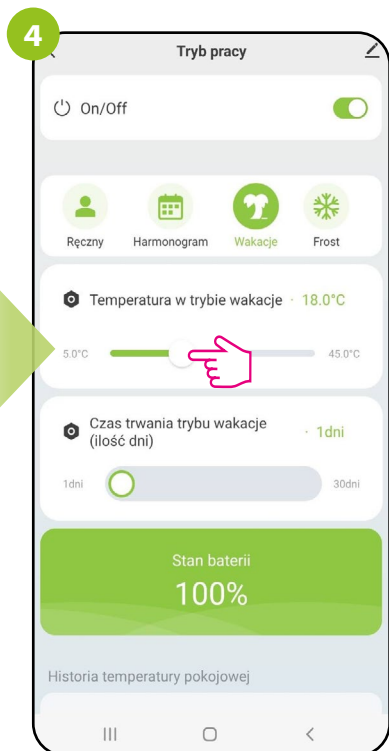 4
Tryb pracy
On/Off
Ręczny Harmonogram Wakacje Frost
Temperatura w trybie wakacje · 18.0°C
5.0°C 45.0°C
Czas trwania trybu wakacje · 1dni
(ilość dni)
1dni 30dni
Stan baterii
100%
Historia temperatury pokojowej